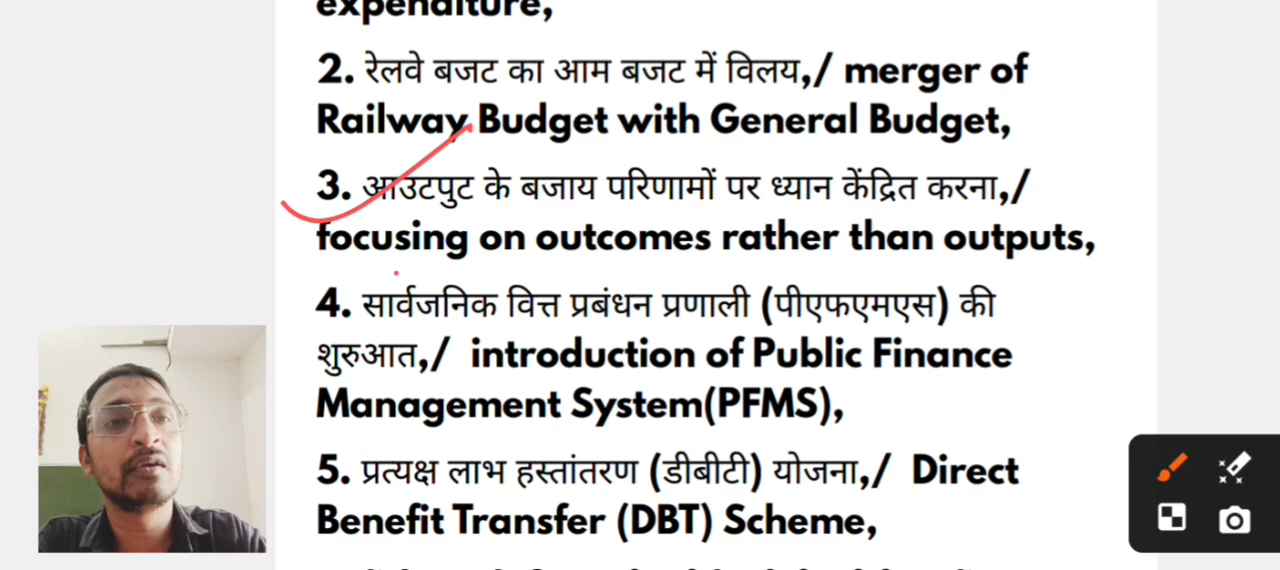 expenditure,
2. रेलवे बजट का आम बजट में विलय,/ merger of
Railway Budget with General Budget,
3. आउटपुट के बजाय परिणामों पर ध्यान केंद्रित करना,/
focusing on outcomes rather than outputs,
4. सार्वजनिक वित्त प्रबंधन प्रणाली (पीएफएमएस) की
शुरुआत,/ introduction of Public Finance
Management System(PFMS),
5. प्रत्यक्ष लाभ हस्तांतरण (डीबीटी) योजना,/ Direct
Benefit Transfer (DBT) Scheme,